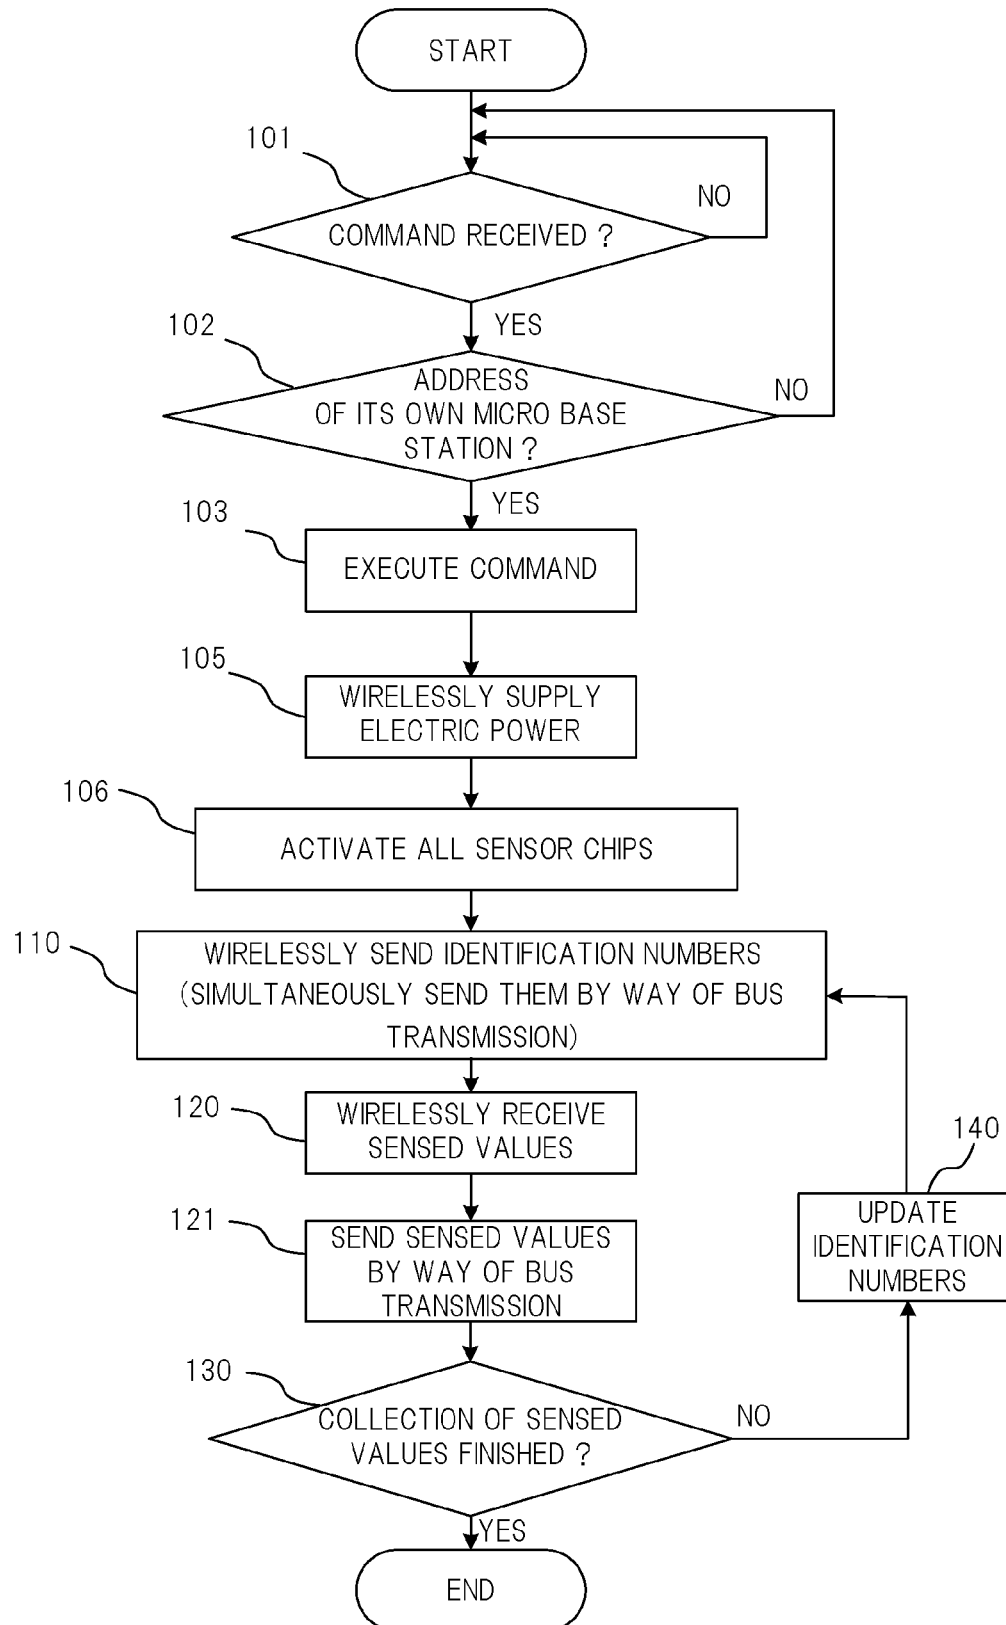 START
101
NO
COMMAND RECEIVED ?
YES
102
ADDRESS
OF ITS OWN MICRO BASE
STATION ?
NO
YES
103
EXECUTE COMMAND
105
WIRELESSLY SUPPLY
ELECTRIC POWER
106
ACTIVATE ALL SENSOR CHIPS
110
WIRELESSLY SEND IDENTIFICATION NUMBERS
(SIMULTANEOUSLY SEND THEM BY WAY OF BUS
TRANSMISSION)
120
WIRELESSLY RECEIVE
SENSED VALUES
140
UPDATE
IDENTIFICATION
NUMBERS
121
SEND SENSED VALUES
BY WAY OF BUS
TRANSMISSION
130
COLLECTION OF SENSED
VALUES FINISHED ?
NO
YES
END